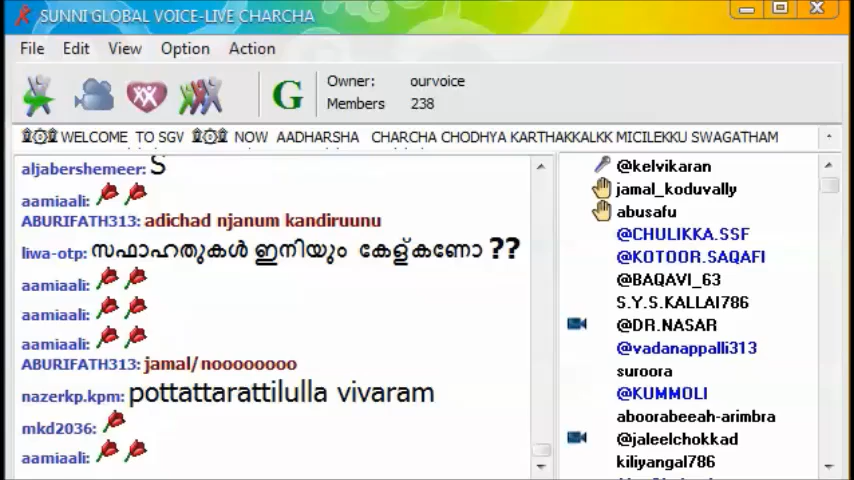 SUNNI GLOBAL VOICE-LIVE CHARCHA
File Edit View Option Action
G
Owner: ourvoice
Members 238
WELCOME TO SGV NOW AADHARSHA CHARCHA CHODHYA KARTHAKKALKK MICILEKKU SWAGATHAM
aljabershemeer: S
aamiaali:
ABURIFATH313: adichad njanum kandiruunu
liwa-otp: സഫാഹതുകൾ ഇനിയും കേള്കണോ ??
aamiaali:
aamiaali:
aamiaali:
ABURIFATH313: jamal/noooooooo
nazerkp.kpm: pottattarattilulla vivaram
mkd2036:
aamiaali:
@kelvikaran
jamal_koduvally
abusafu
@CHULIKKA.SSF
@KOTOOR.SAQAFI
@BAQAVI_63
S.Y.S.KALLAI786
@DR.NASAR
@vadanappalli313
suroora
@KUMMOLI
aboorabeeah-arimbra
@jaleelchokkad
kiliyangal786